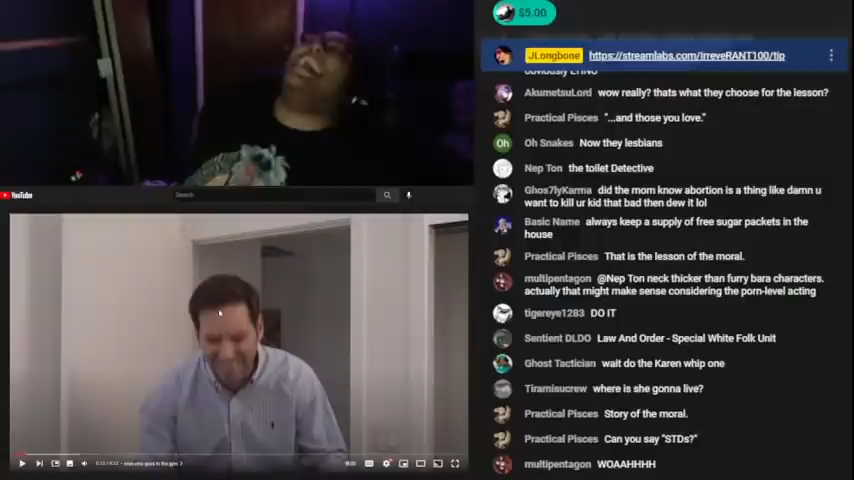 $5.00
JLongbone https://streamlabs.com/IrreveRANT100/tip
AkumetsuLord wow really? thats what they choose for the lesson?
Practical Pisces "...and those you love."
Oh
Oh Snakes Now they lesbians
Nep Ton the toilet Detective
Ghos7lyKarma did the mom know abortion is a thing like damn u
want to kill ur kid that bad then dew it lol
Basic Name always keep a supply of free sugar packets in the
house
Practical Pisces That is the lesson of the moral.
multipentagon @Nep Ton neck thicker than furry bara characters.
actually that might make sense considering the porn-level acting
tigereye1283 DO IT
Sentient DLDO Law And Order - Special White Folk Unit
Ghost Tactician wait do the Karen whip one
Tiramisucrew where is she gonna live?
Practical Pisces Story of the moral.
Practical Pisces Can you say "STDs?"
multipentagon WOAAHHHH
YouTube
Search